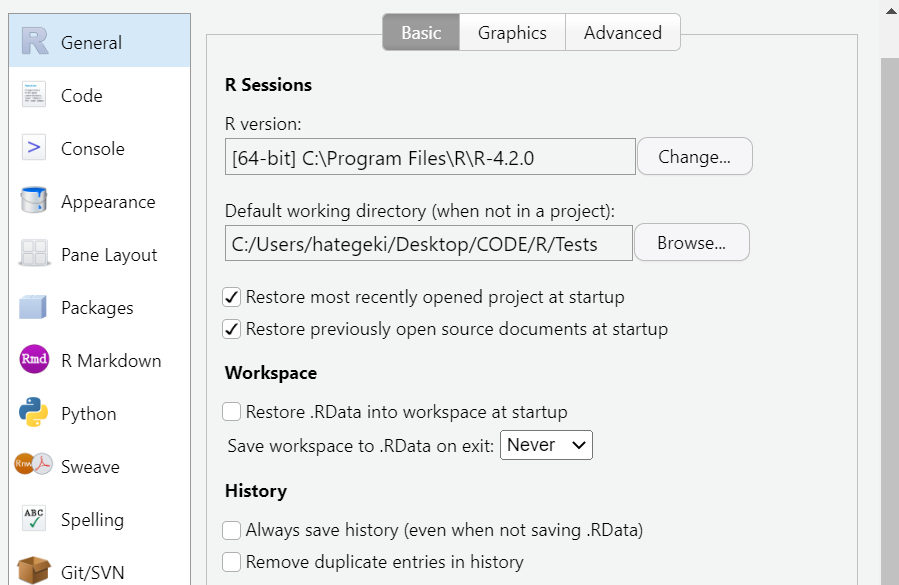 General
Code
Console
Appearance
Pane Layout
Packages
Rmd R Markdown
Python
Rnw Sweave
ABC Spelling
Git/SVN
Basic Graphics Advanced
R Sessions
R version:
[64-bit] C:\Program Files\R\R-4.2.0 Change...
Default working directory (when not in a project):
C:/Users/hategeki/Desktop/CODE/R/Tests Browse...
Restore most recently opened project at startup
Restore previously open source documents at startup
Workspace
Restore .RData into workspace at startup
Save workspace to .RData on exit: Never
History
Always save history (even when not saving .RData)
Remove duplicate entries in history